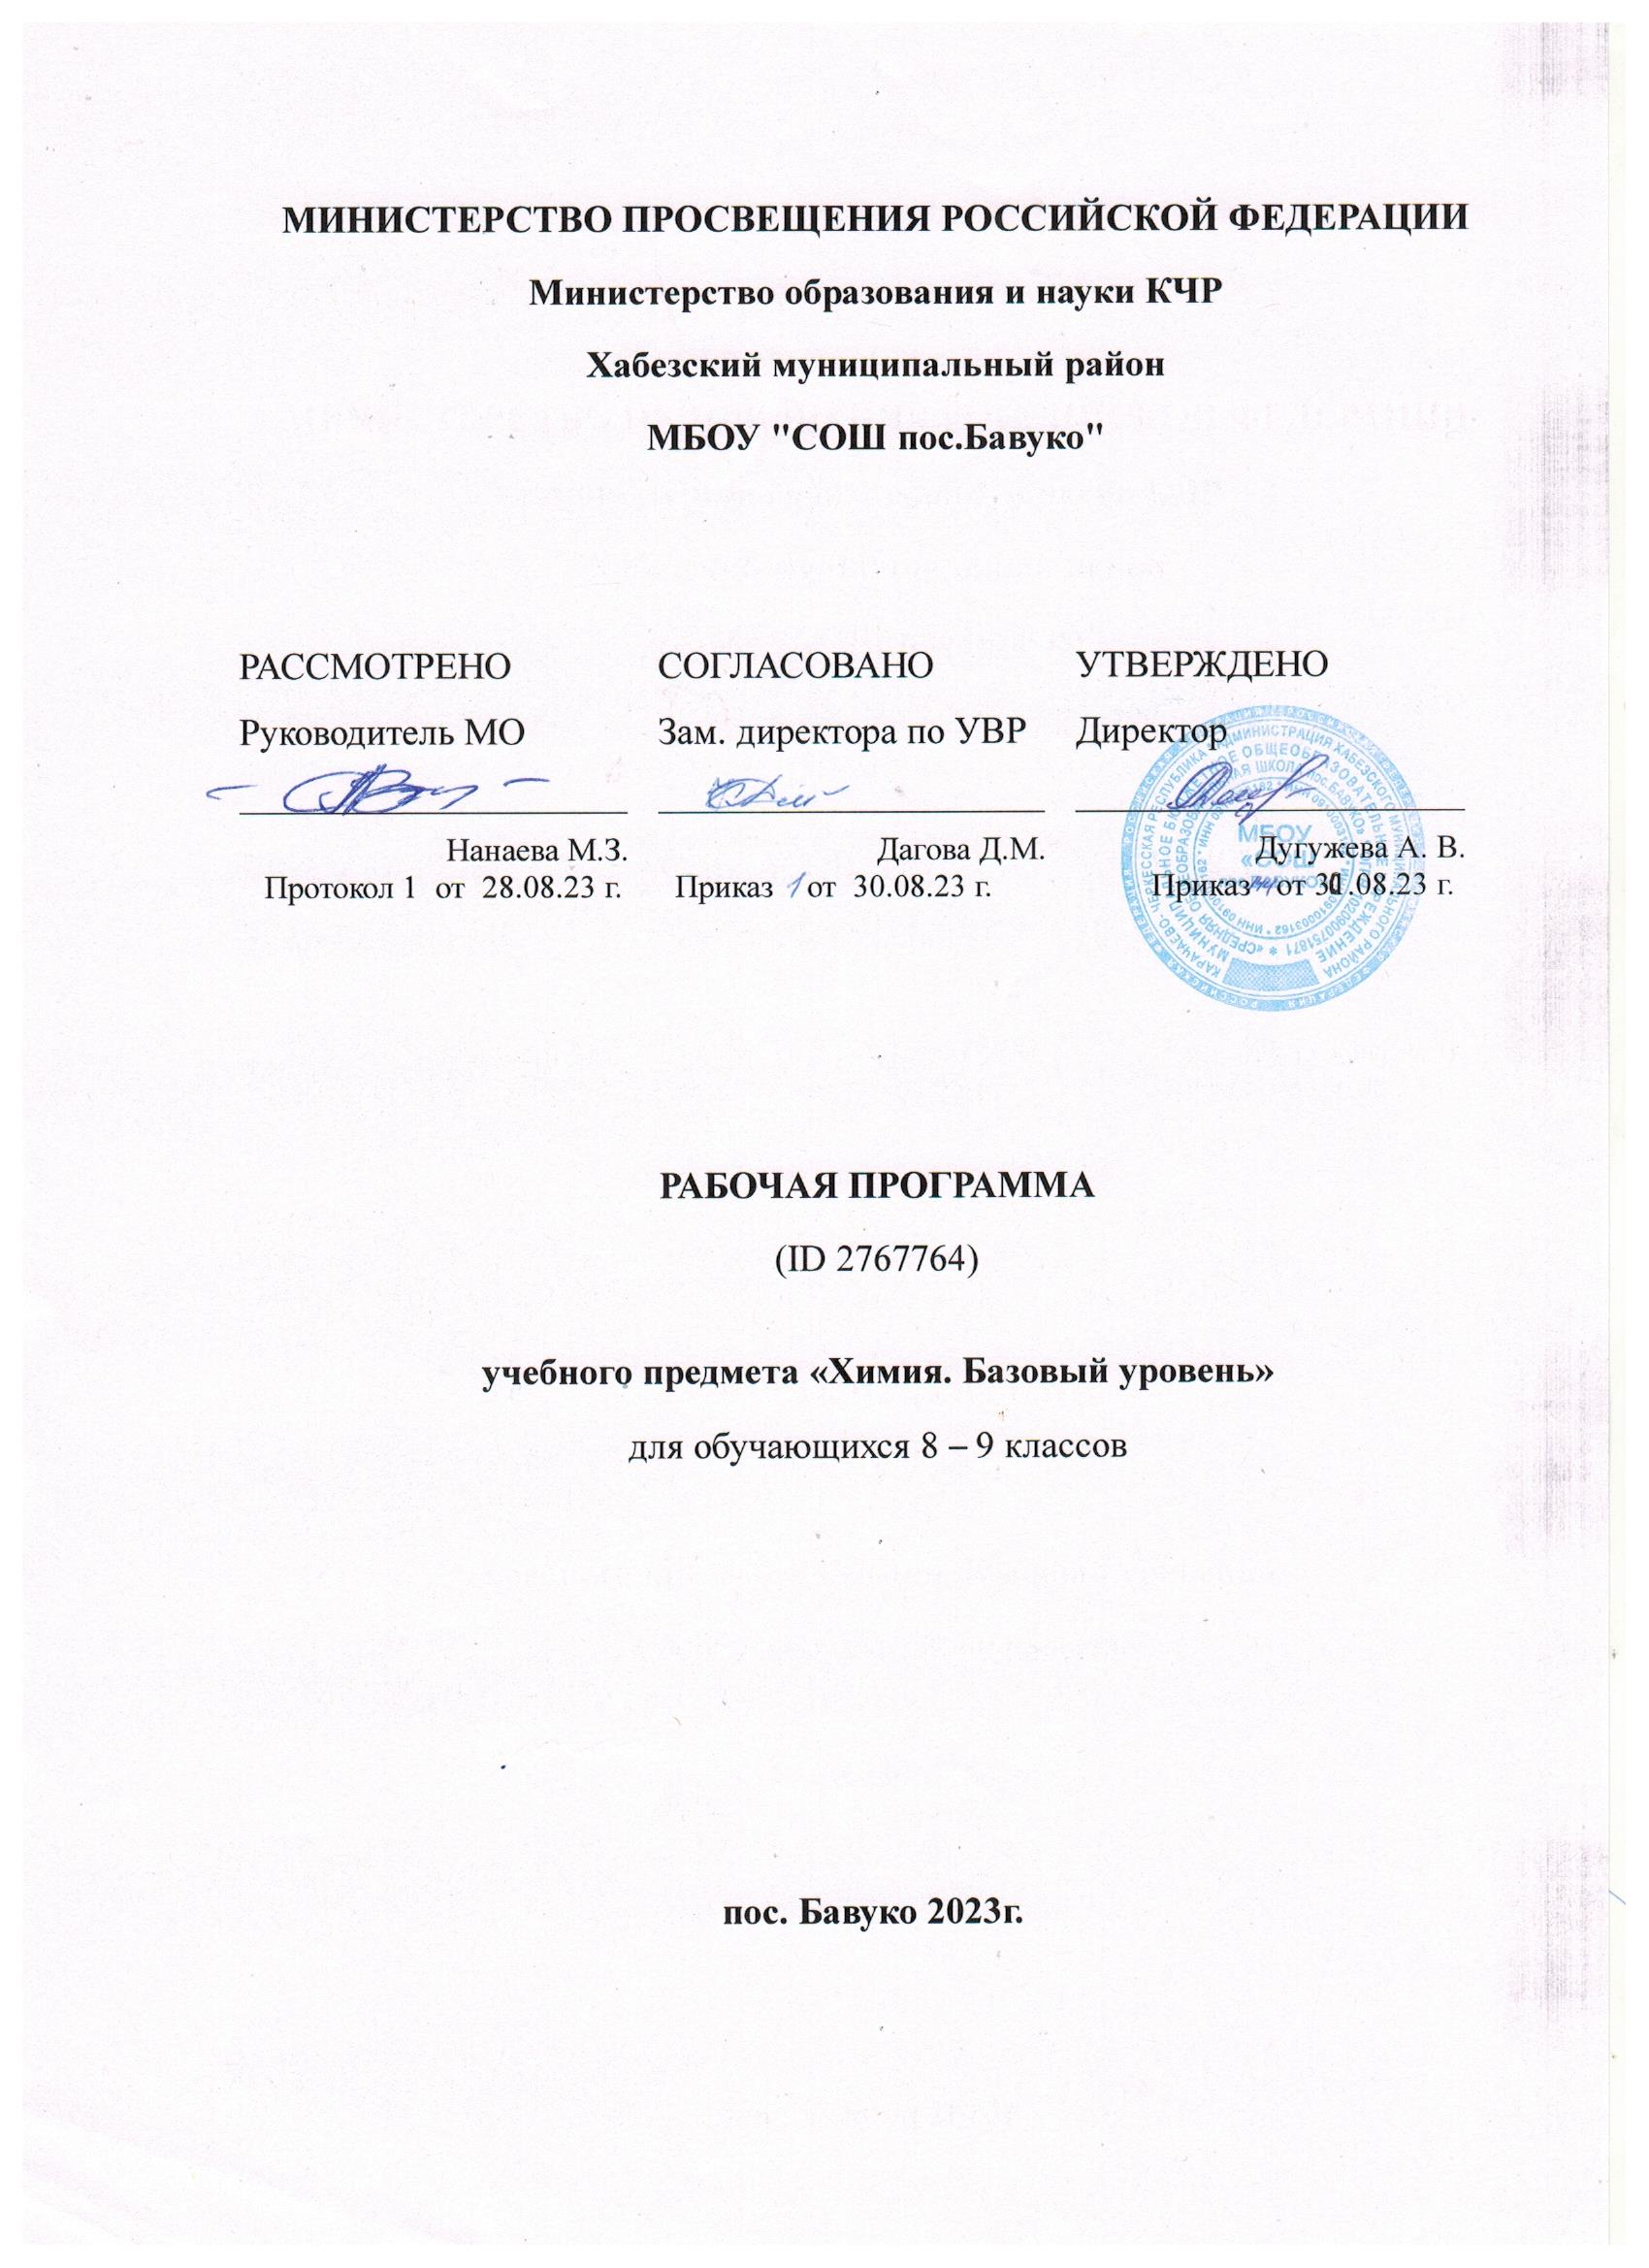 МИНИСТЕРСТВО ПРОСВЕЩЕНИЯ РОССИЙСКОЙ ФЕДЕРАЦИИ
Министерство образования и науки КЧР
Хабезский муниципальный район
МБОУ "СОШ пос.Бавуко"
РАССМОТРЕНО
Руководитель МО
Нанаева М.З.
Протокол 1 от 28.08.23 г.
СОГЛАСОВАНО
Зам. директора по УВР
Дагова Д.М.
Приказ 1 от 30.08.23 г.
УТВЕРЖДЕНО
Директор
Дугужева А. В.
Приказ от .08.23 г.
МБОУ
РАБОЧАЯ ПРОГРАММА
(ID 2767764)
учебного предмета «Химия. Базовый уровень»
для обучающихся 8 – 9 классов
пос. Бавуко 2023г.